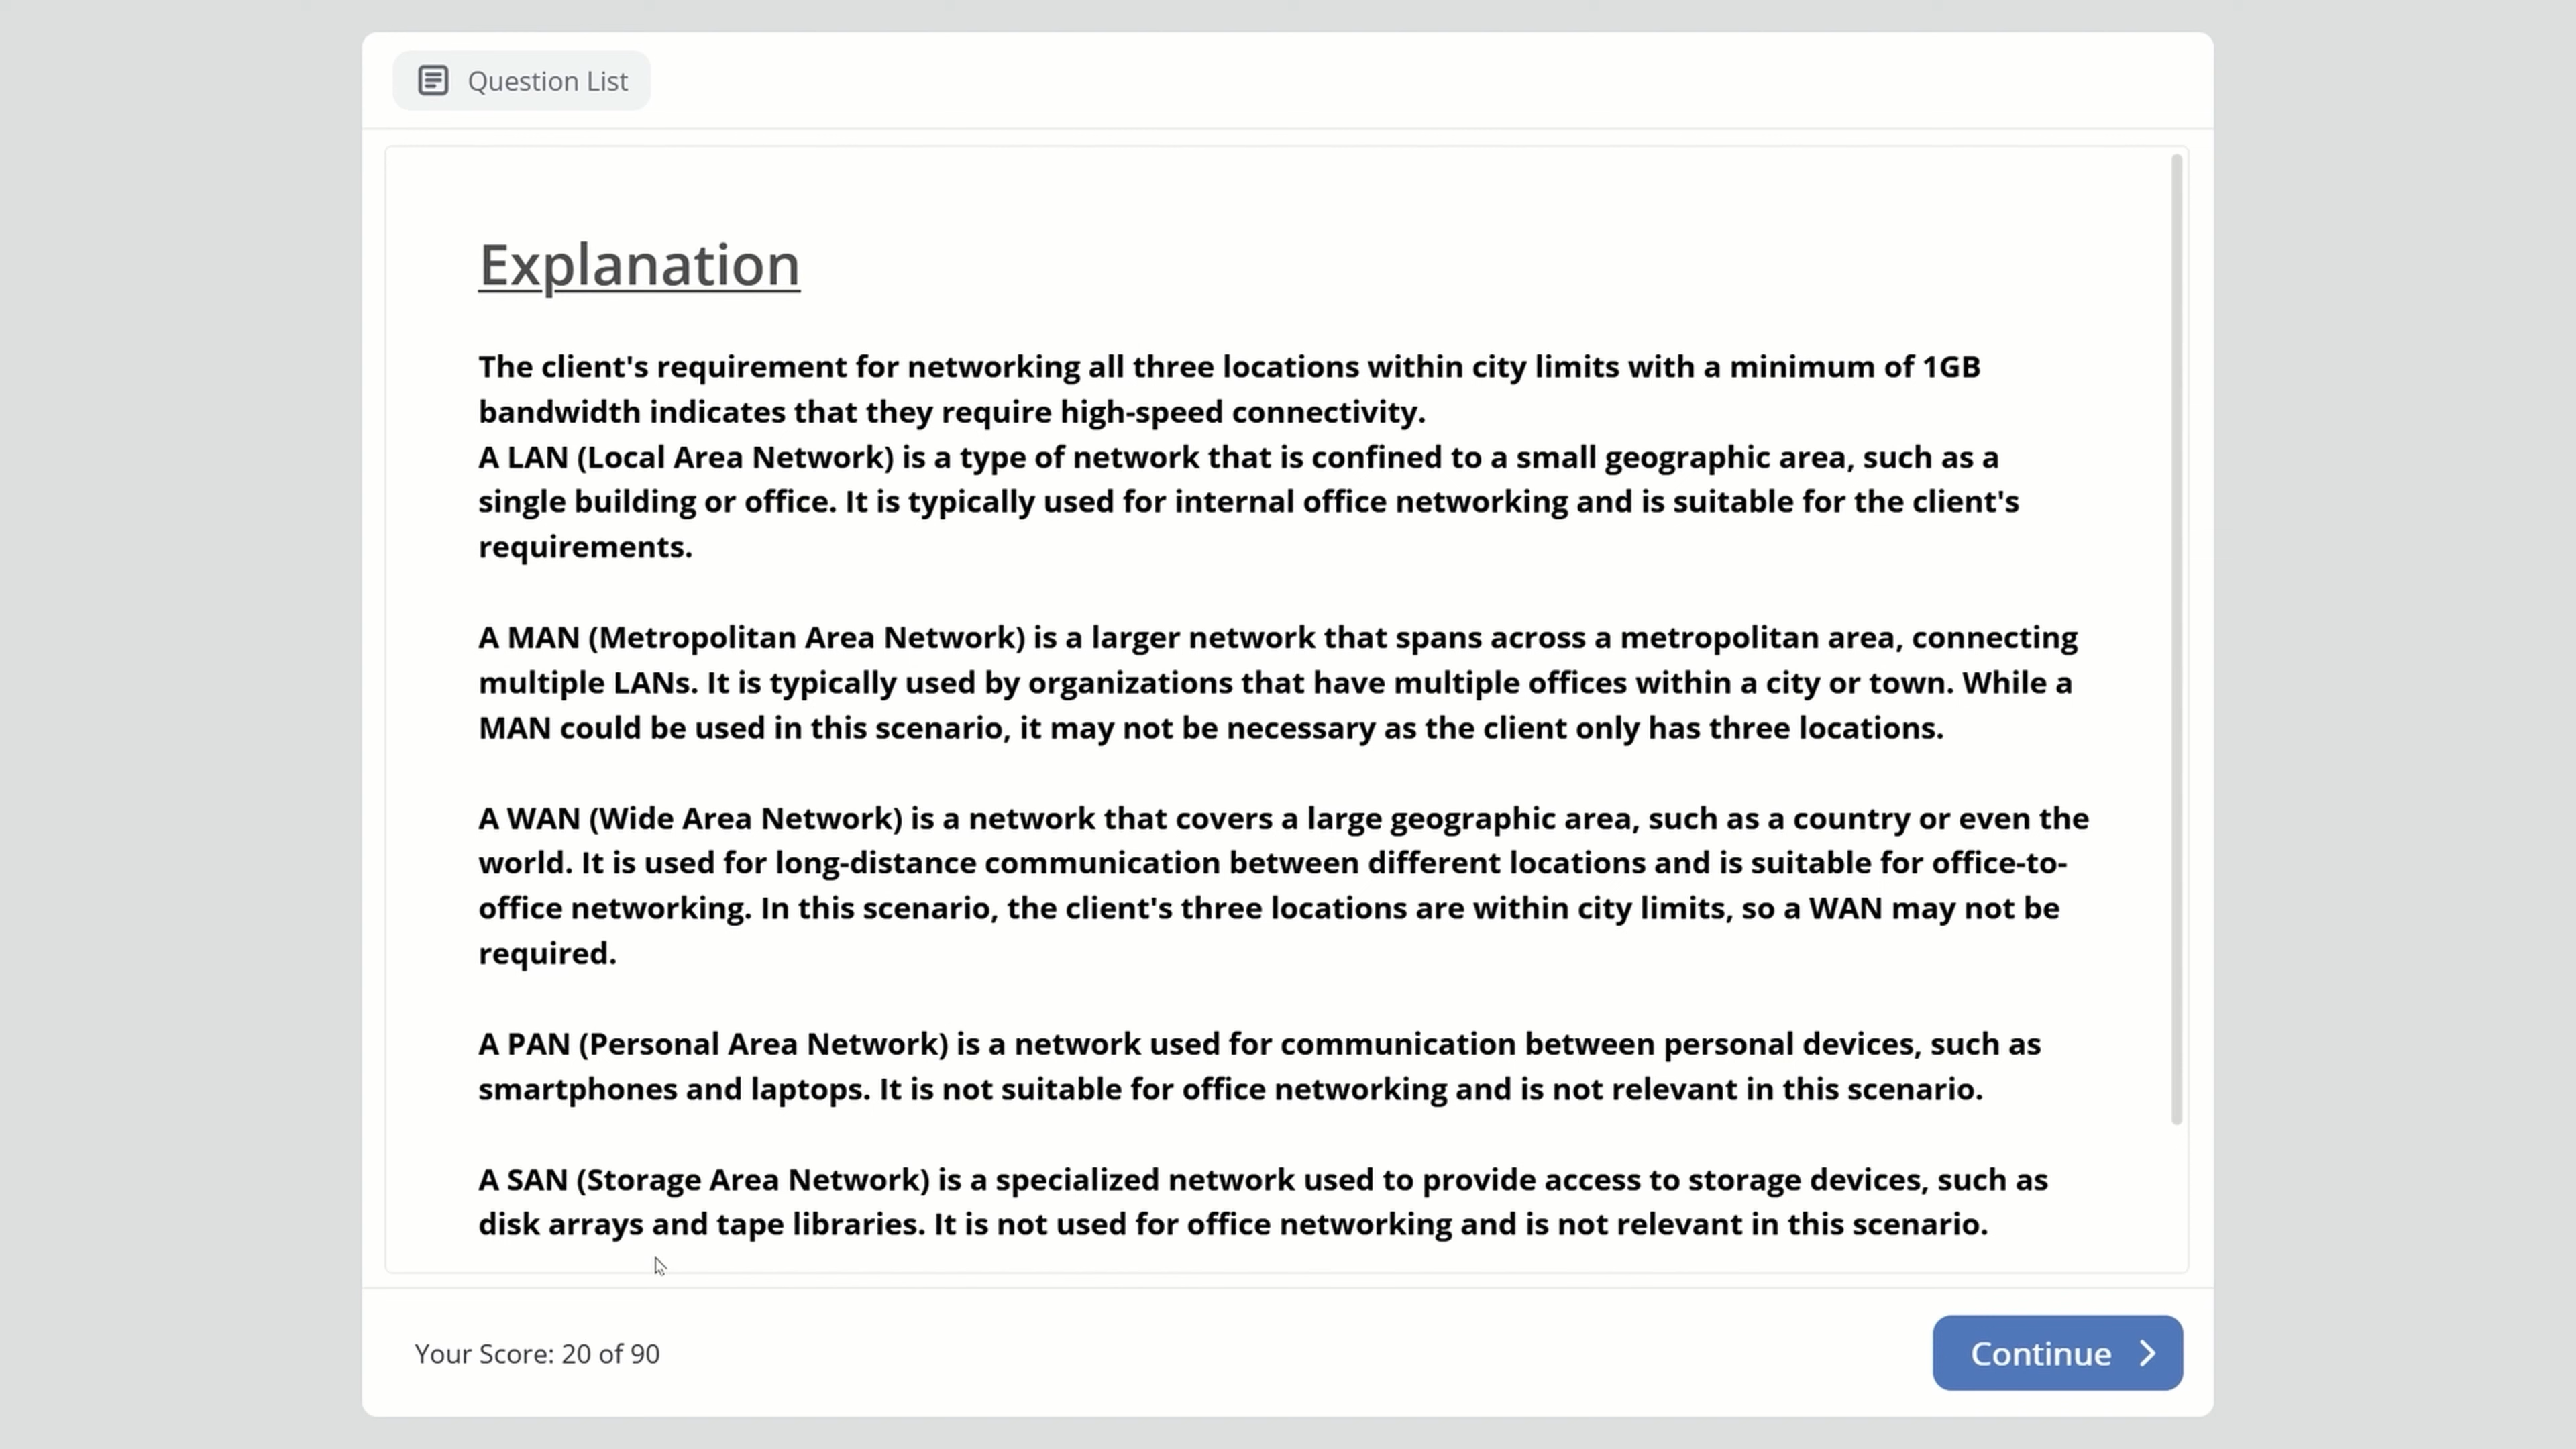 Question List
Explanation
The client's requirement for networking all three locations within city limits with a minimum of 1GB
bandwidth indicates that they require high-speed connectivity.
A LAN (Local Area Network) is a type of network that is confined to a small geographic area, such as a
single building or office. It is typically used for internal office networking and is suitable for the client's
requirements.
A MAN (Metropolitan Area Network) is a larger network that spans across a metropolitan area, connecting
multiple LANs. It is typically used by organizations that have multiple offices within a city or town. While a
MAN could be used in this scenario, it may not be necessary as the client only has three locations.
A WAN (Wide Area Network) is a network that covers a large geographic area, such as a country or even the
world. It is used for long-distance communication between different locations and is suitable for office-to-
office networking. In this scenario, the client's three locations are within city limits, so a WAN may not be
required.
A PAN (Personal Area Network) is a network used for communication between personal devices, such as
smartphones and laptops. It is not suitable for office networking and is not relevant in this scenario.
A SAN (Storage Area Network) is a specialized network used to provide access to storage devices, such as
disk arrays and tape libraries. It is not used for office networking and is not relevant in this scenario.
Your Score: 20 of 90
Continue